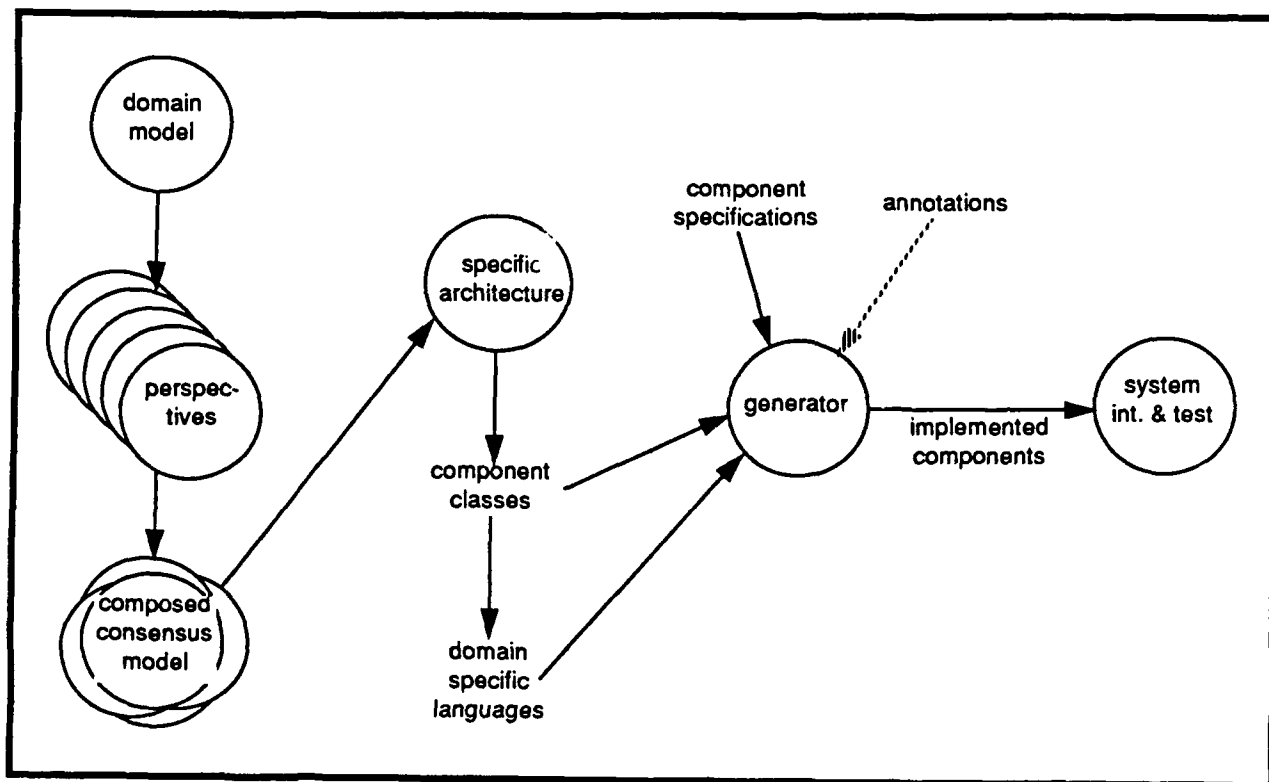 domain
model
perspec-
tives
composed
consensus
model
specific
architecture
component
classes
domain
specific
languages
component
specifications
annotations
generator
implemented
components
system
int. & test